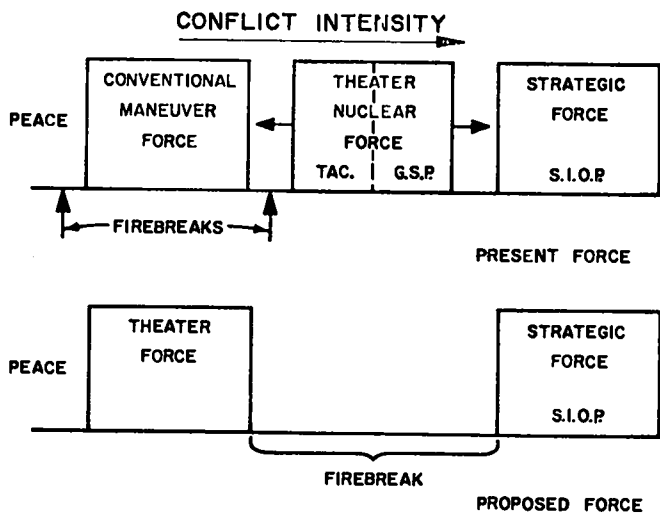 CONFLICT INTENSITY
PEACE
CONVENTIONAL
MANEUVER
FORCE
THEATER
NUCLEAR
FORCE
TAC. G.S.P.
STRATEGIC
FORCE
S.I.O.P.
FIREBREAKS
PRESENT FORCE
PEACE
THEATER
FORCE
STRATEGIC
FORCE
S.I.O.P.
FIREBREAK
PROPOSED FORCE